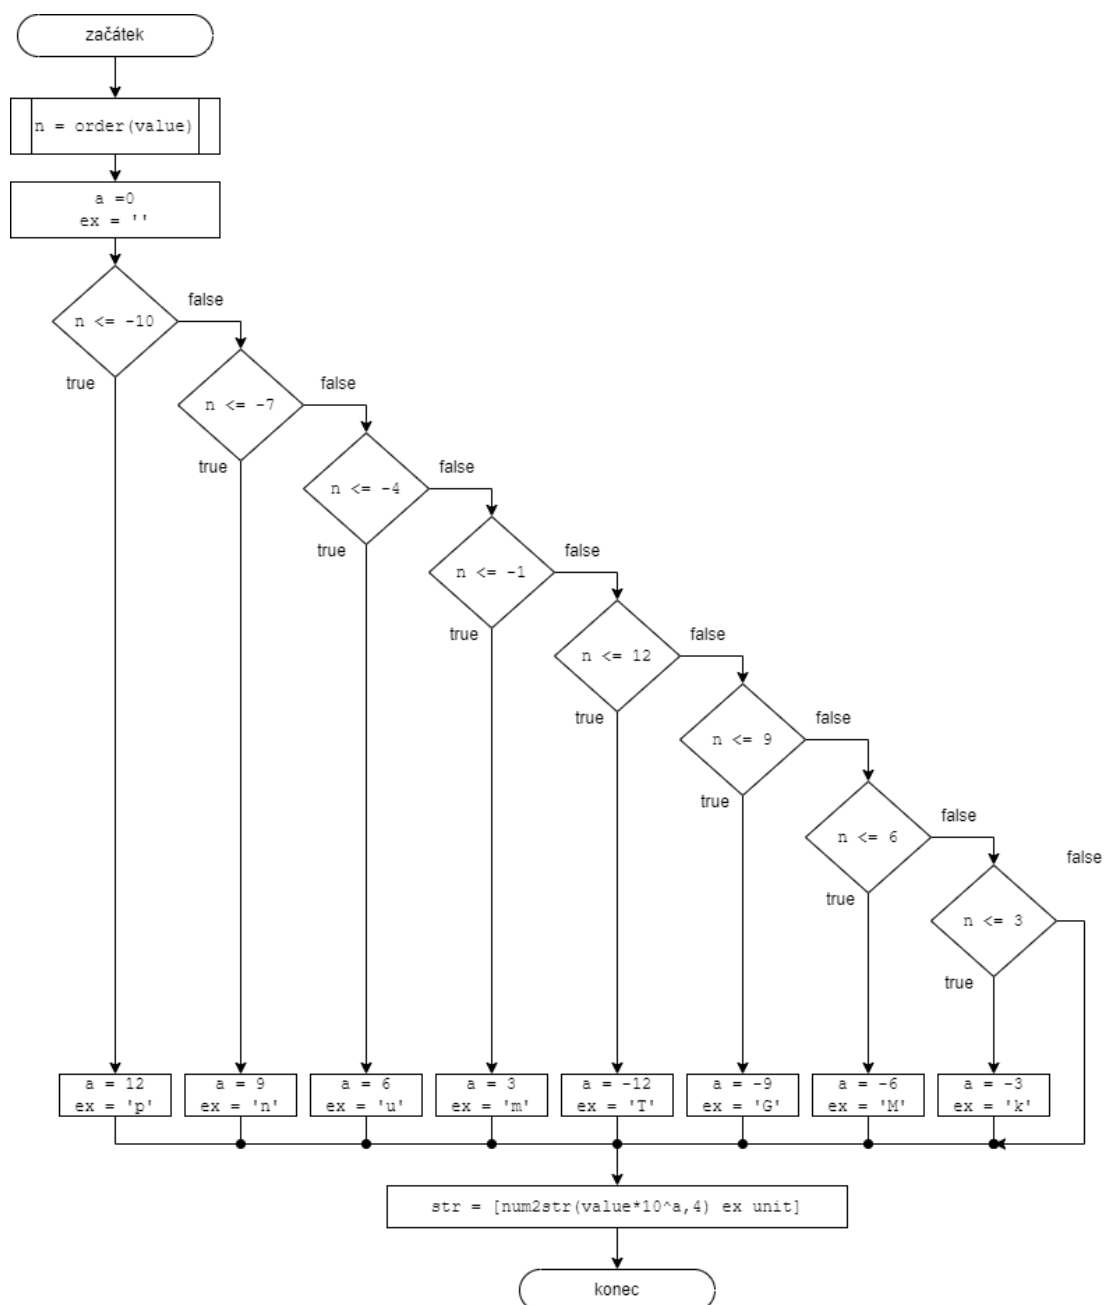 začátek
n = order(value)
a =0
ex = ''
n <= -10
false
true
n <= -7
false
true
n <= -4
false
true
n <= -1
false
true
n <= 12
false
true
n <= 9
false
true
n <= 6
false
true
n <= 3
false
true
a = 12
ex = 'p'
a = 9
ex = 'n'
a = 6
ex = 'u'
a = 3
ex = 'm'
a = -12
ex = 'T'
a = -9
ex = 'G'
a = -6
ex = 'M'
a = -3
ex = 'k'
str = [num2str(value*10^a,4) ex unit]
konec